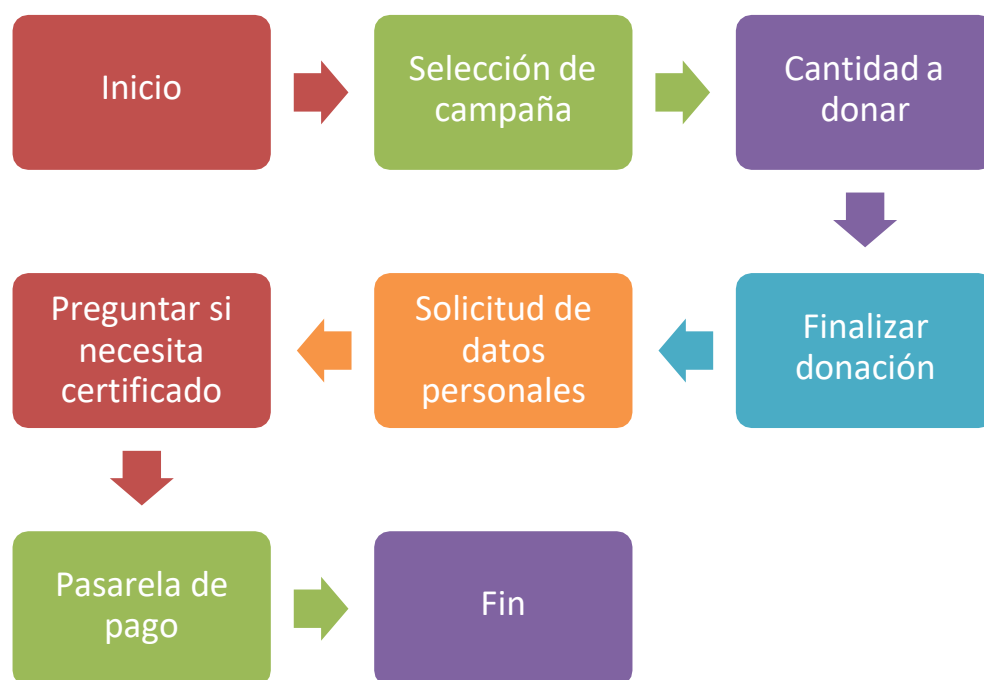 Inicio
Selección de
campaña
Cantidad a
donar
Finalizar
donación
Solicitud de
datos
personales
Preguntar si
necesita
certificado
Pasarela de
pago
Fin